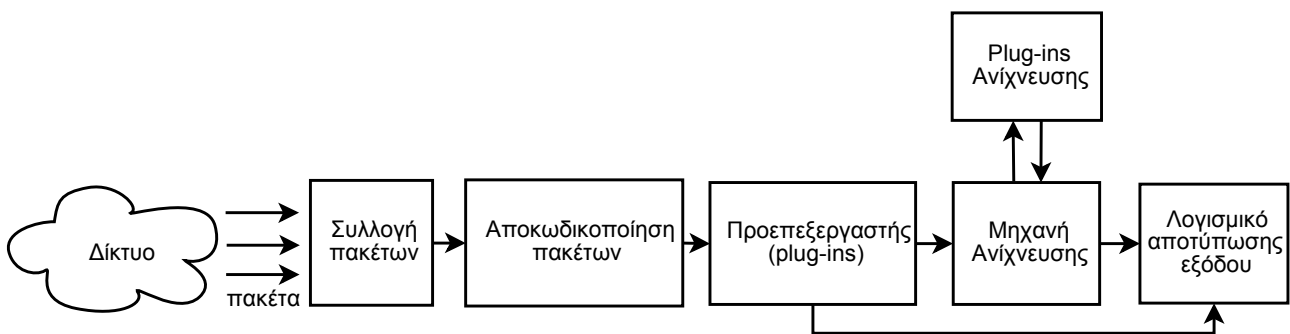 Plug-ins
Ανίχνευσης
Δίκτυο
πακέτα
Συλλογή
πακέτων
Αποκωδικοποίηση
πακέτων
Προεπεξεργαστής
(plug-ins)
Μηχανή
Ανίχνευσης
Λογισμικό
αποτύπωσης
εξόδου